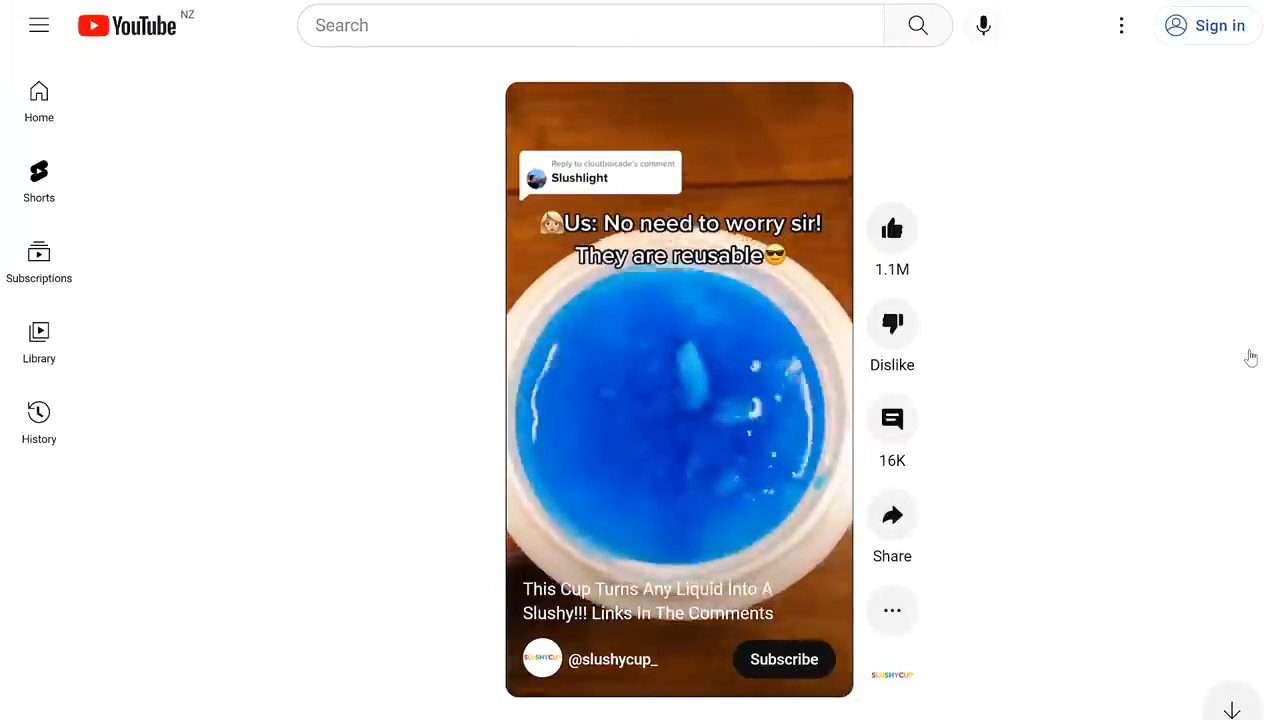 YouTube NZ
Search
Sign in
Home
Shorts
Subscriptions
Library
History
Reply to cloutboicade's comment
Slushlight
Us: No need to worry sir!
They are reusable
This Cup Turns Any Liquid Into A
Slushy!!! Links In The Comments
SLUSHYCUP
@slushycup_
Subscribe
1.1M
Dislike
16K
Share
SLUSHYCUP